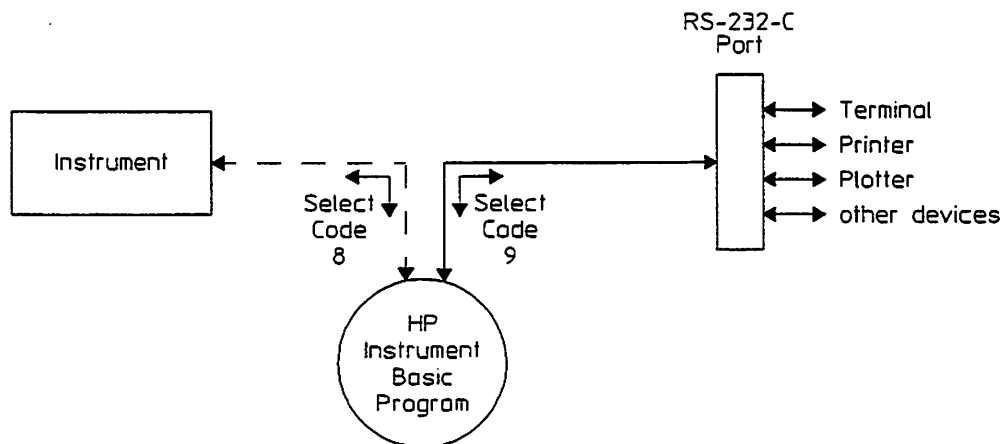 RS-232-C
Port
Instrument
Terminal
Printer
Plotter
other devices
Select
Code
8
Select
Code
9
HP
Instrument
Basic
Program